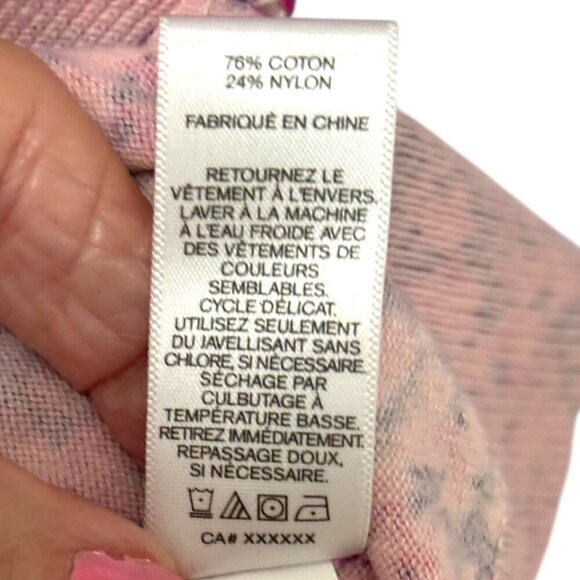 76% COTON
24% NYLON
FABRIQUÉ EN CHINE
RETOURNEZ LE
VÊTEMENT À L'ENVERS.
LAVER À LA MACHINE
À L'EAU FROIDE AVEC
DES VÊTEMENTS DE
COULEURS
SEMBLABLES.
CYCLE DÉLICAT.
UTILISEZ SEULEMENT
DU JAVELLISANT SANS
CHLORE, SI NÉCESSAIRE.
SÉCHAGE PAR
CULBUTAGE À
TEMPÉRATURE BASSE.
RETIREZ IMMÉDIATEMENT.
REPASSAGE DOUX,
SI NÉCESSAIRE.
CA# XXXXXX